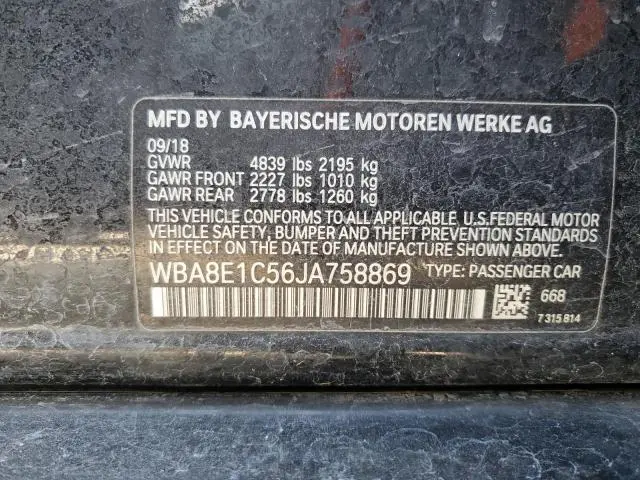 MFD BY BAYERISCHE MOTOREN WERKE AG
09/18
GVWR 4839 lbs 2195 kg
GAWR FRONT 2227 lbs 1010 kg
GAWR REAR 2778 lbs 1260 kg
THIS VEHICLE CONFORMS TO ALL APPLICABLE U.S.FEDERAL MOTOR
VEHICLE SAFETY, BUMPER AND THEFT PREVENTION STANDARDS
IN EFFECT ON THE DATE OF MANUFACTURE SHOWN ABOVE.
WBA8E1C56JA758869 TYPE: PASSENGER CAR
668
7 315 814